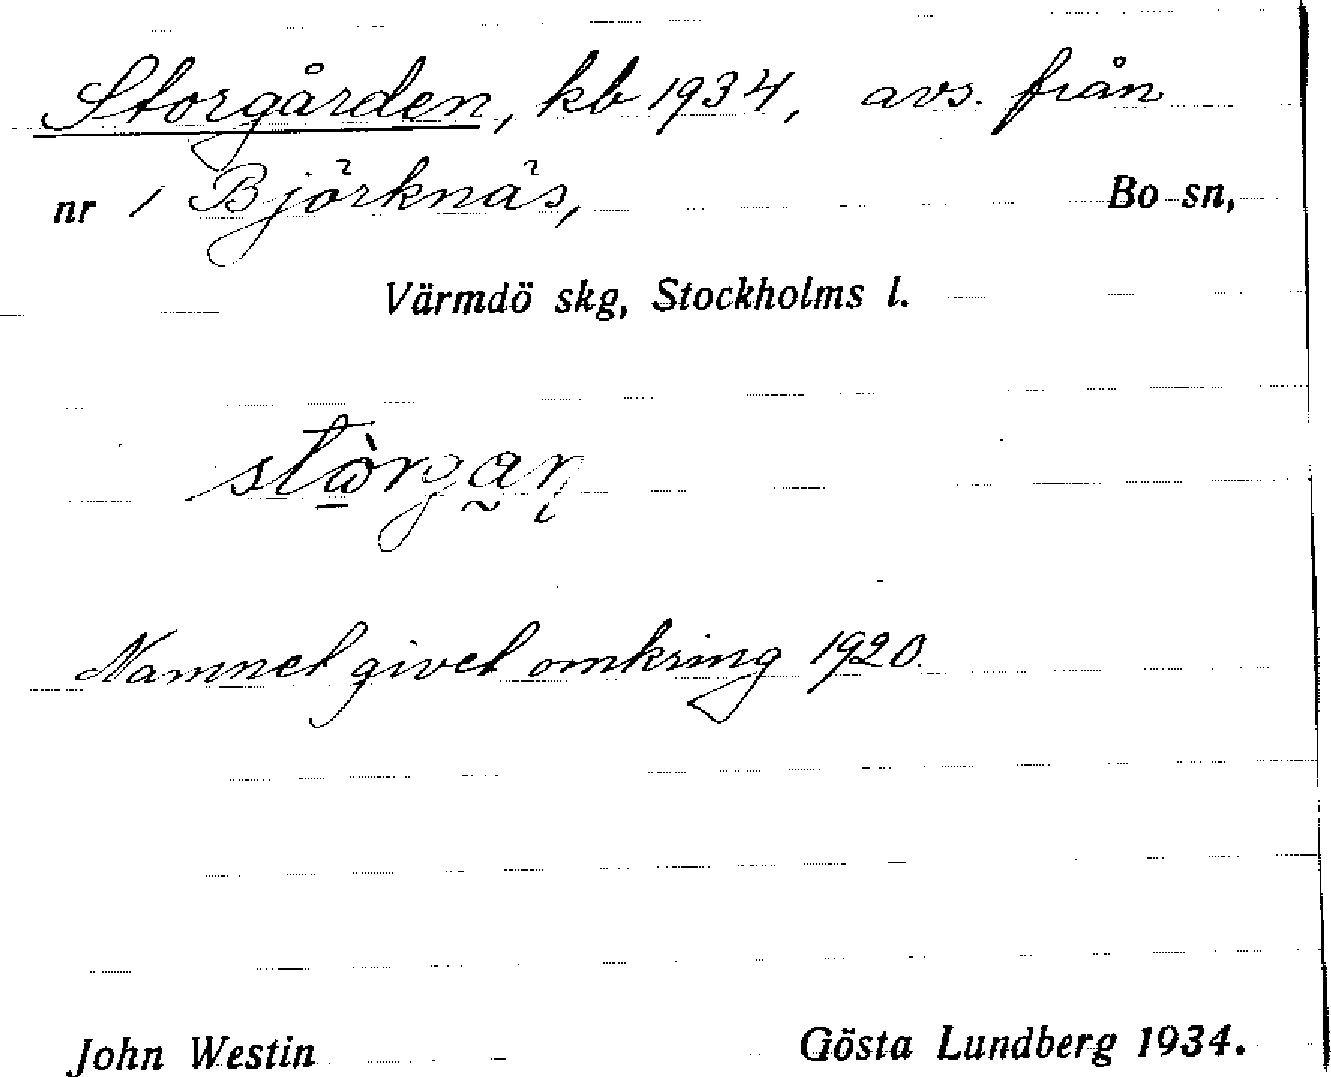 Storgården, kb 1934, avs. från
nr 1 Björknäs, Bo sn,
Värmdö skg, Stockholms l.
Namnet givet omkring 1920.
John Westin Gösta Lundberg 1934.